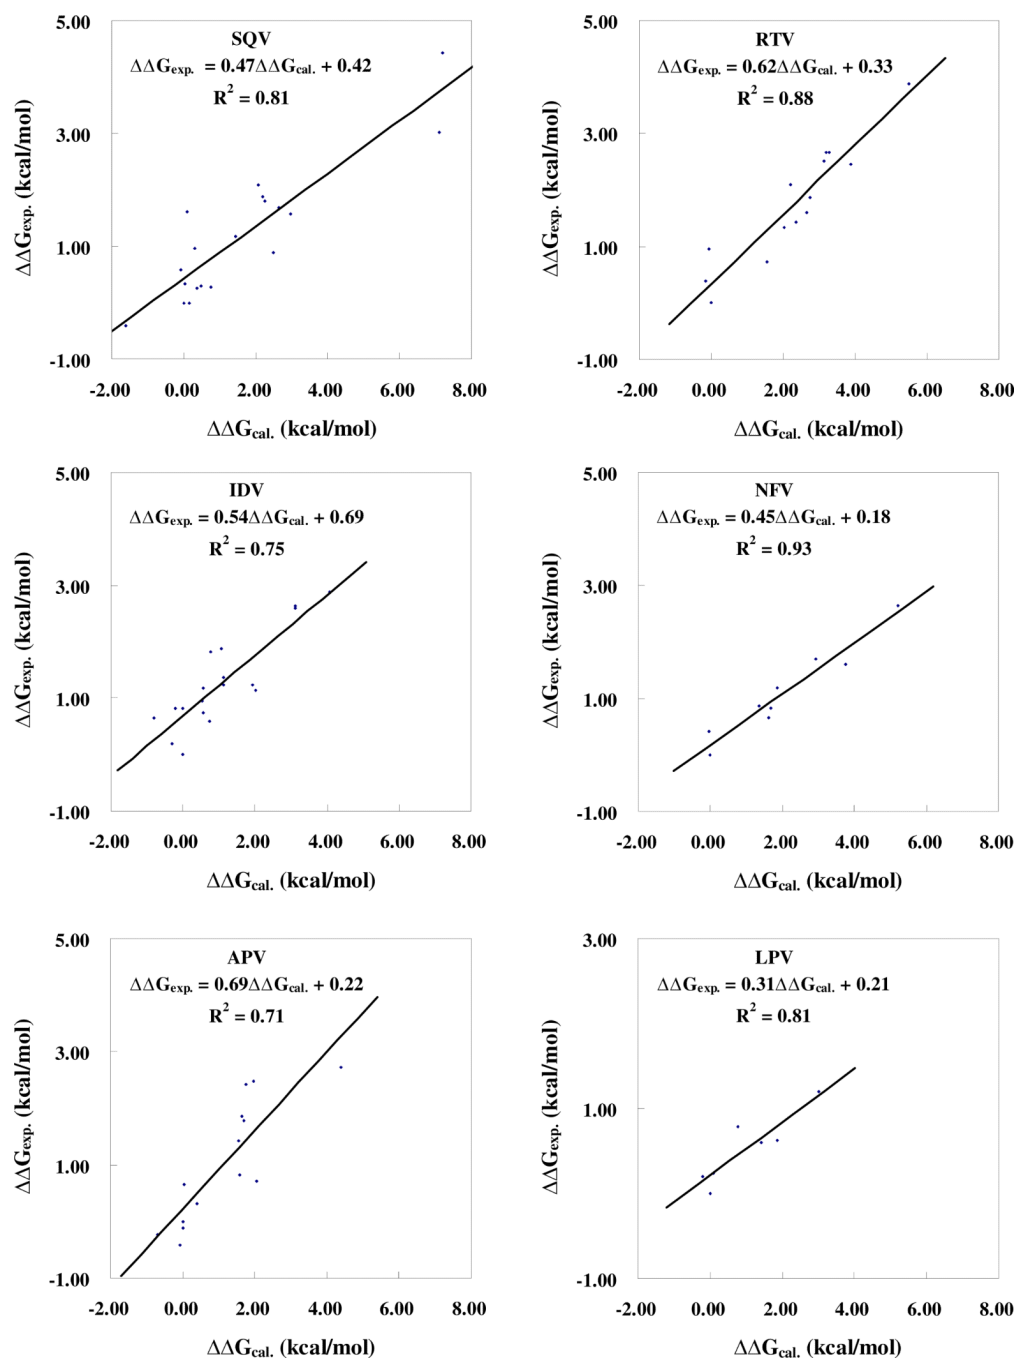 5.00
SQV
ΔΔGexp. = 0.47ΔΔGcal. + 0.42
R2 = 0.81
3.00
1.00
-1.00
-2.00 0.00 2.00 4.00 6.00 8.00
ΔΔGcal. (kcal/mol)
ΔΔGexp. (kcal/mol)
5.00
RTV
ΔΔGexp. = 0.62ΔΔGcal. + 0.33
R2 = 0.88
3.00
1.00
-1.00
-2.00 0.00 2.00 4.00 6.00 8.00
ΔΔGcal. (kcal/mol)
ΔΔGexp. (kcal/mol)
5.00
IDV
ΔΔGexp. = 0.54ΔΔGcal. + 0.69
R2 = 0.75
3.00
1.00
-1.00
-2.00 0.00 2.00 4.00 6.00 8.00
ΔΔGcal. (kcal/mol)
ΔΔGexp. (kcal/mol)
5.00
NFV
ΔΔGexp. = 0.45ΔΔGcal. + 0.18
R2 = 0.93
3.00
1.00
-1.00
-2.00 0.00 2.00 4.00 6.00 8.00
ΔΔGcal. (kcal/mol)
ΔΔGexp. (kcal/mol)
5.00
APV
ΔΔGexp. = 0.69ΔΔGcal. + 0.22
R2 = 0.71
3.00
1.00
-1.00
-2.00 0.00 2.00 4.00 6.00 8.00
ΔΔGcal. (kcal/mol)
ΔΔGexp. (kcal/mol)
3.00
LPV
ΔΔGexp. = 0.31ΔΔGcal. + 0.21
R2 = 0.81
1.00
-1.00
-2.00 0.00 2.00 4.00 6.00 8.00
ΔΔGcal. (kcal/mol)
ΔΔGexp. (kcal/mol)